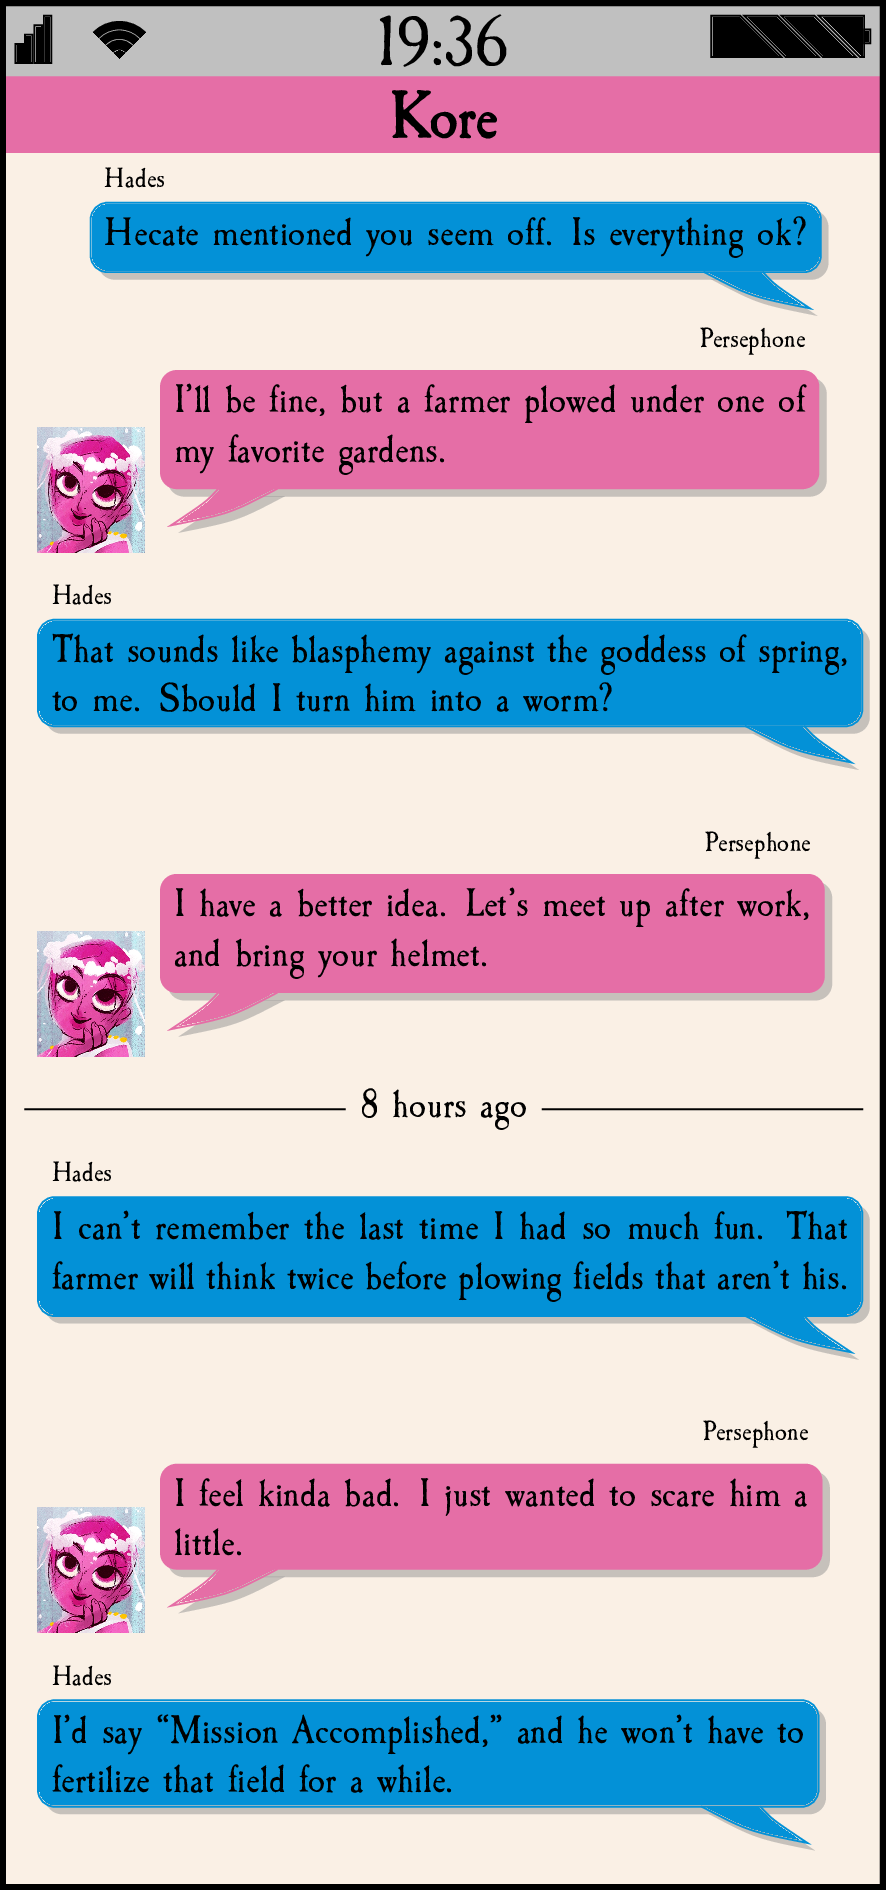 19:36
Kore
Hades
Hecate mentioned you seem off. Is everything ok?
Persephone
I'll be fine, but a farmer plowed under one of
my favorite gardens.
Hades
That sounds like blasphemy against the goddess of spring,
to me. Sbould I turn him into a worm?
Persephone
I have a better idea. Let's meet up after work,
and bring your helmet.
8 hours ago
Hades
I can't remember the last time I had so much fun. That
farmer will think twice before plowing fields that aren't his.
Persephone
I feel kinda bad. I just wanted to scare him a
little.
Hades
I'd say “Mission Accomplished,” and he won't have to
fertilize that field for a while.